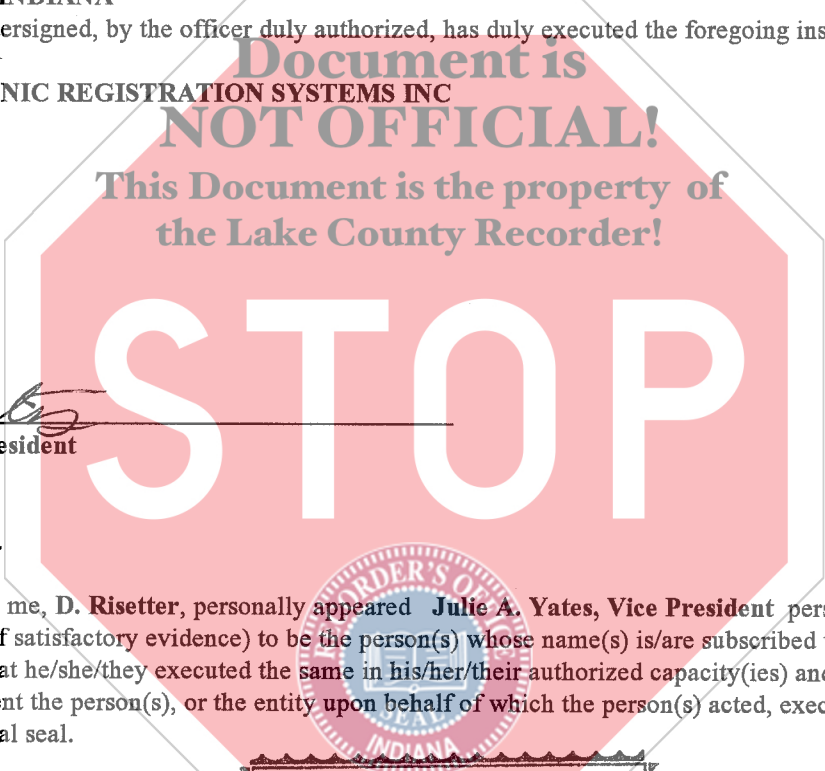 INDIANA
ersigned, by the officer duly authorized, has duly executed the foregoing ins
Document is
NIC REGISTRATION SYSTEMS INC
NOT OFFICIAL!
This Document is the property of
the Lake County Recorder!
STOP
esident
me, D. Risetter, personally appeared Julie A. Yates, Vice President pers
f satisfactory evidence) to be the person(s) whose name(s) is/are subscribed
at he/she/they executed the same in his/her/their authorized capacity(ies) and
nt the person(s), or the entity upon behalf of which the person(s) acted, exec
al seal.
SEAL
INDIANA